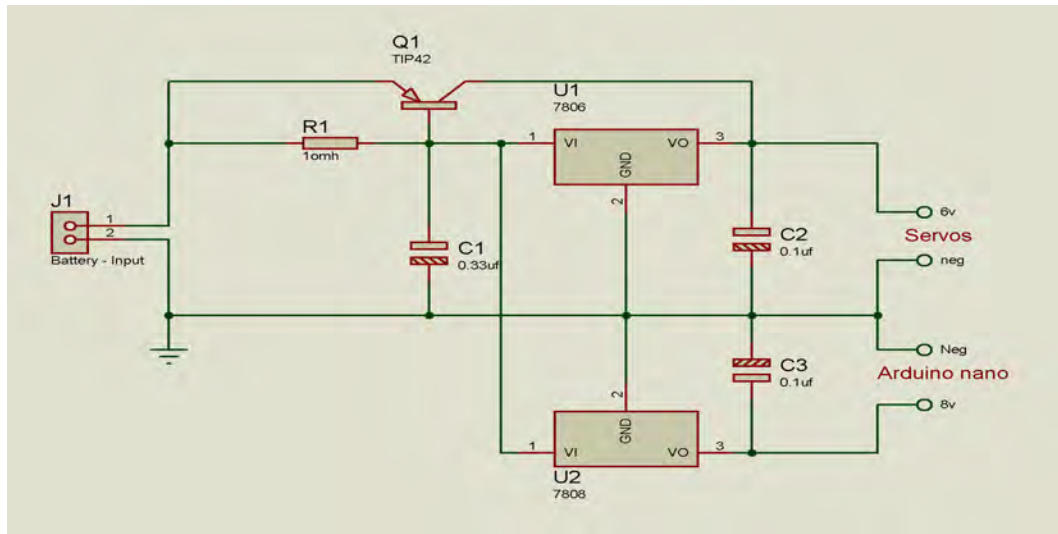 Q1
TIP42
U1
7806
R1
1omh
1
VI
VO
3
GND
2
J1
1
2
Battery - Input
C1
0.33uf
C2
0.1uf
6v
Servos
neg
Neg
Arduino nano
C3
0.1uf
8v
2
GND
1
VI
VO
3
U2
7808